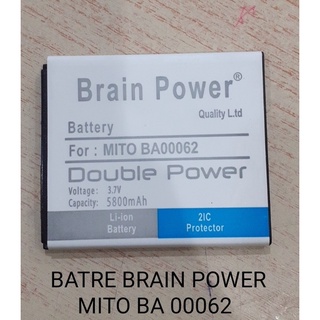 Brain Power®
Quality L.td
Battery
For : MITO BA00062
Double Power
Voltage : 3.7V
Capacity : 5800mAh
Li-ion
Battery
2IC
Protector
BATRE BRAIN POWER
MITO BA 00062